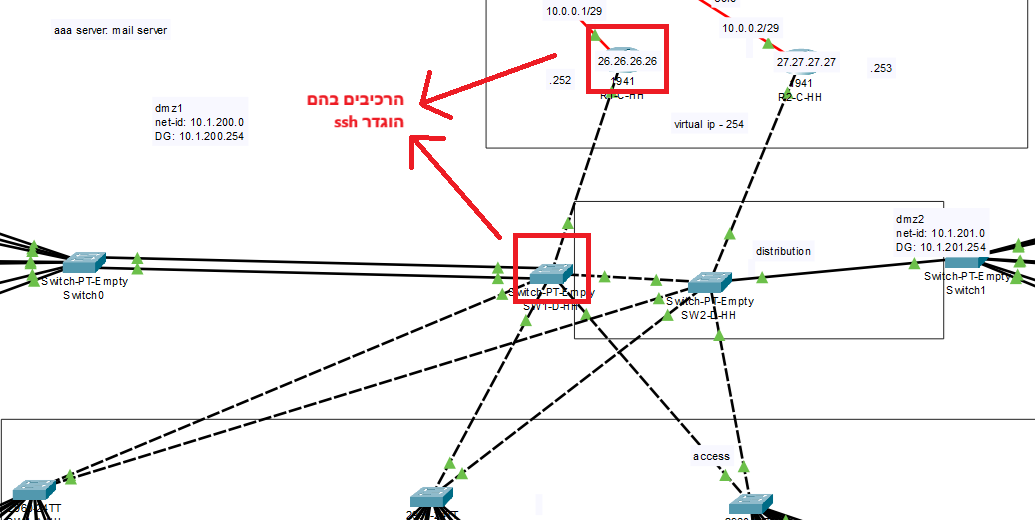 10.0.0.1/29
10.0.0.2/29
aaa server: mail server
26.26.26.26
27.27.27.27
.252
.253
1941
1941
R1-C-HH
R2-C-HH
dmz1
net-id: 10.1.200.0
DG: 10.1.200.254
הרכיבים בהם
הוגדר ssh
virtual ip - 254
dmz2
net-id: 10.1.201.0
DG: 10.1.201.254
distribution
Switch-PT-Empty
Switch0
Switch-PT-Empty
SW1-D-HH
Switch-PT-Empty
SW2-D-HH
Switch-PT-Empty
Switch1
access